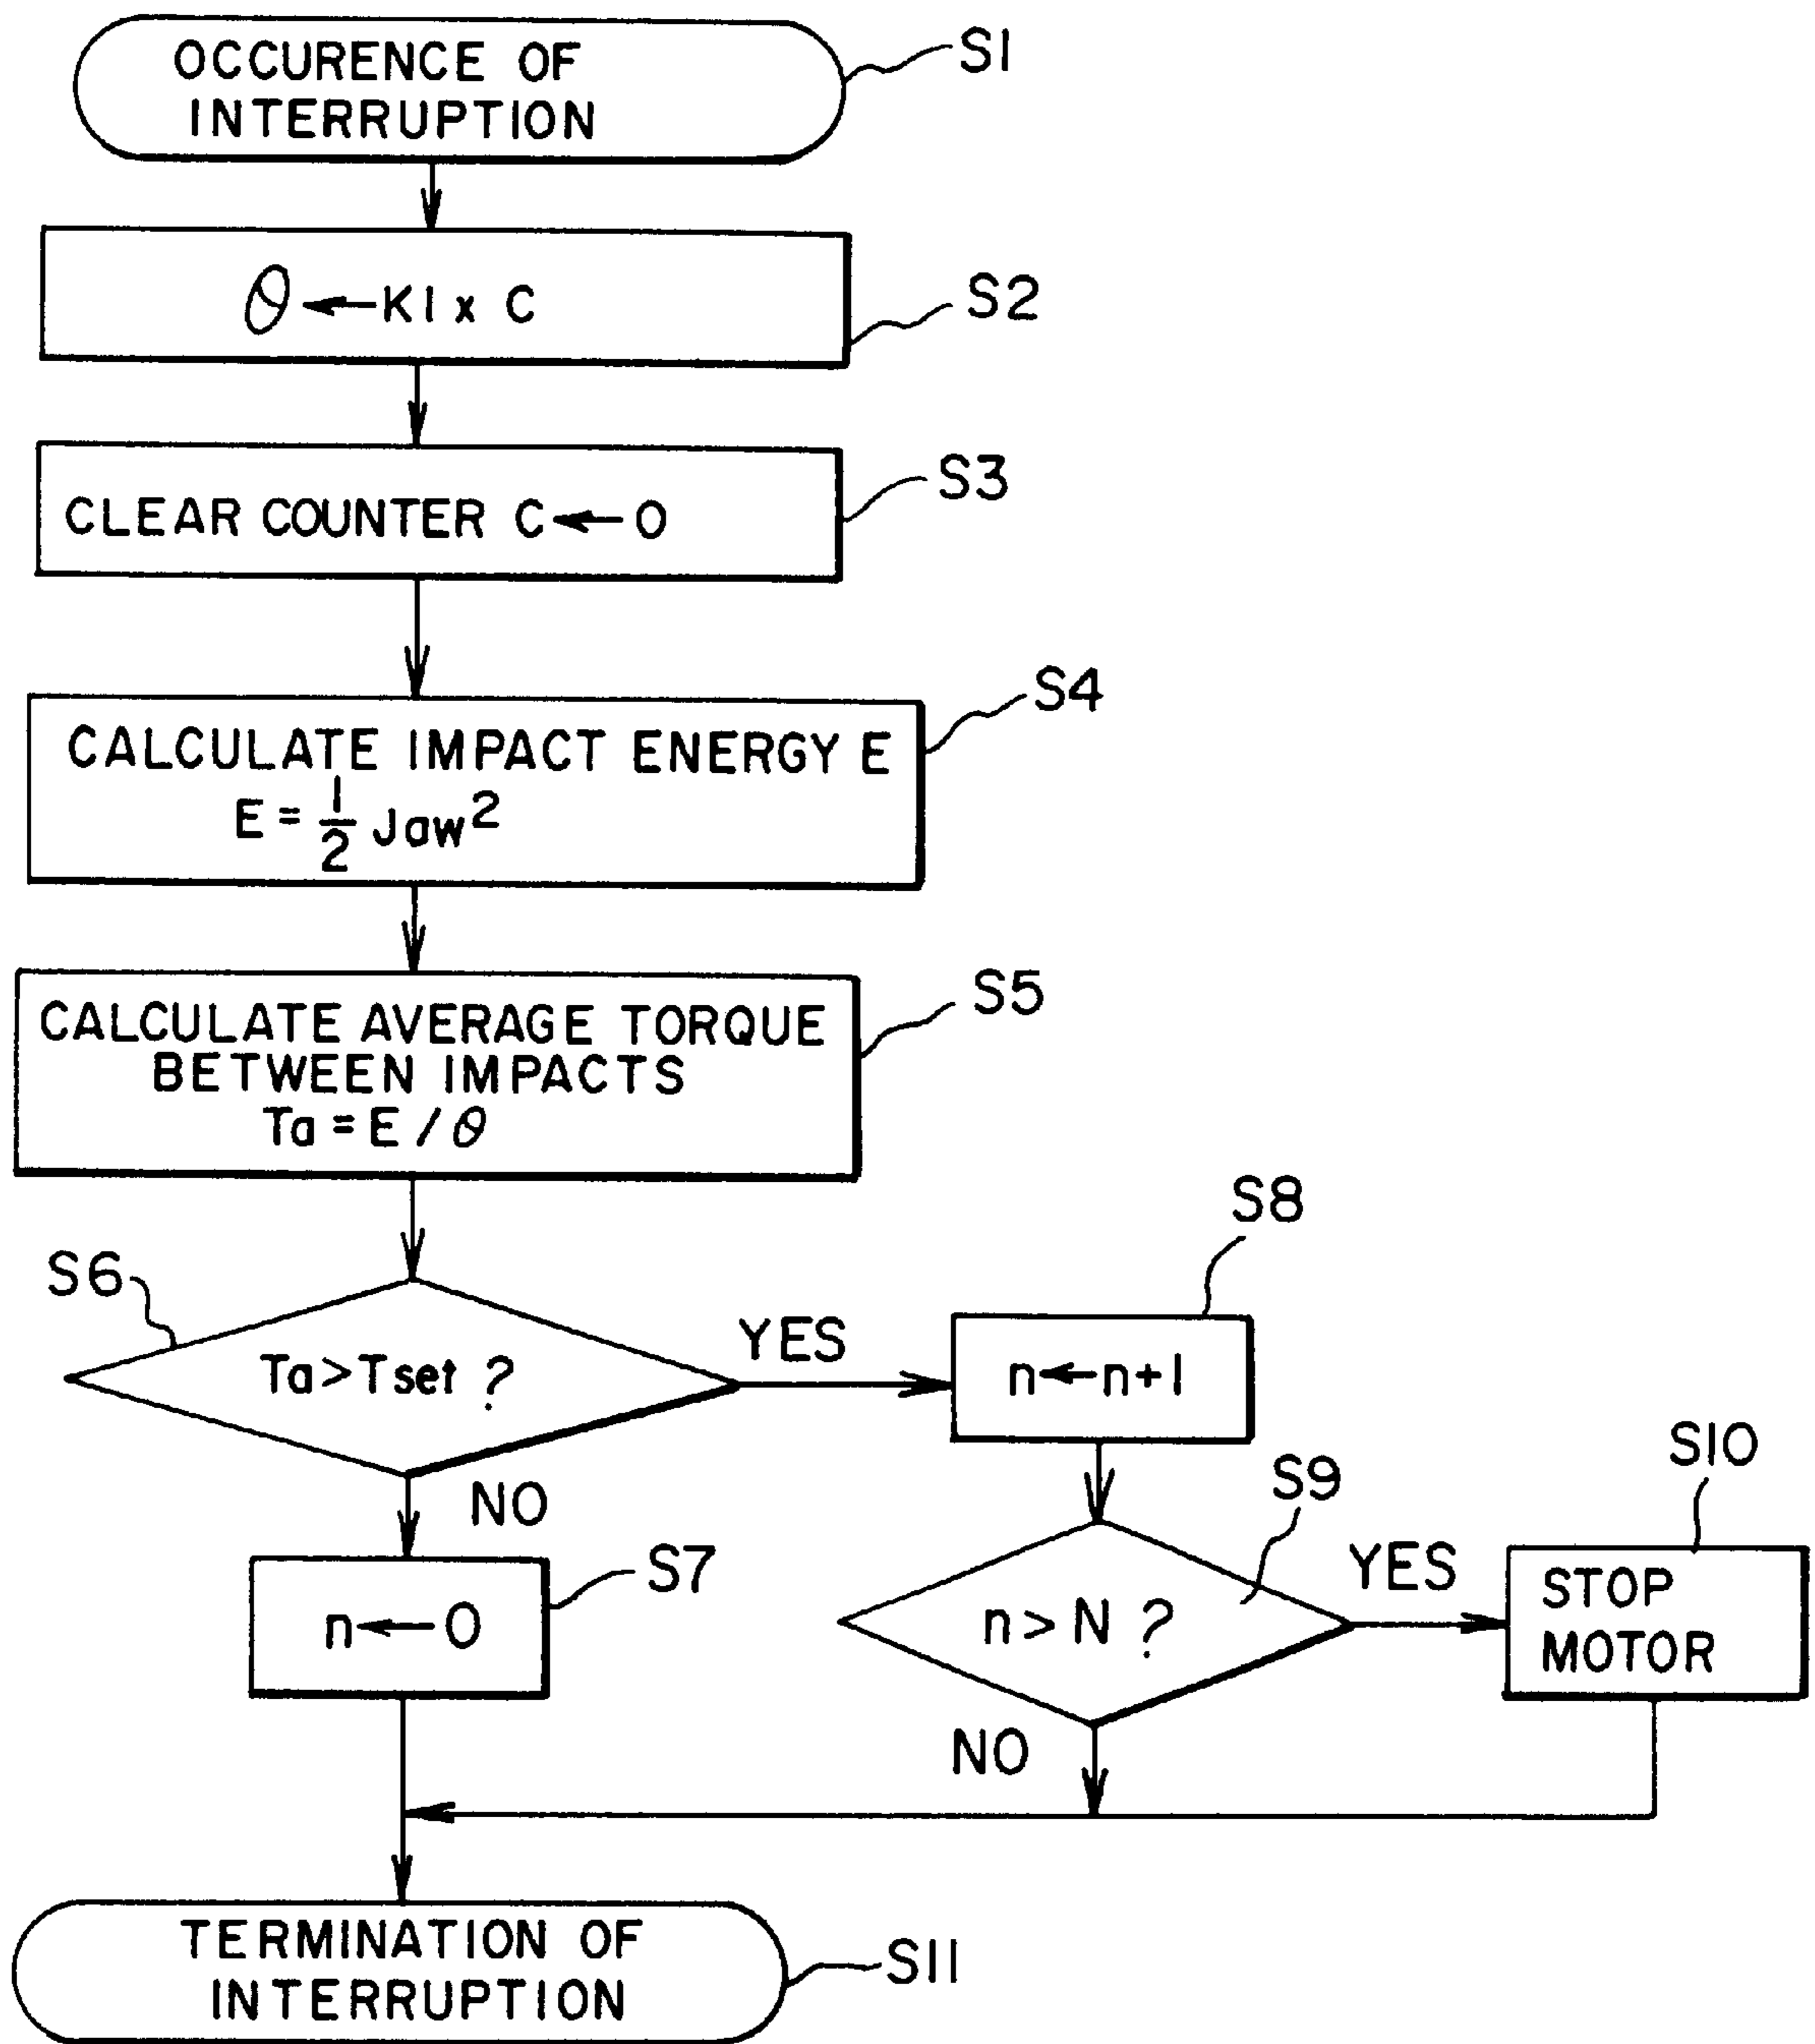 OCCURENCE OF
INTERRUPTION
S1
θ ← K1 x C
S2
CLEAR COUNTER C ← 0
S3
CALCULATE IMPACT ENERGY E
E = 1/2 Jaw²
S4
CALCULATE AVERAGE TORQUE
BETWEEN IMPACTS
Ta = E / θ
S5
S6
Ta > Tset ?
YES
NO
S7
n ← 0
S8
n ← n+1
S9
n > N ?
YES
NO
S10
STOP
MOTOR
TERMINATION OF
INTERRUPTION
S11